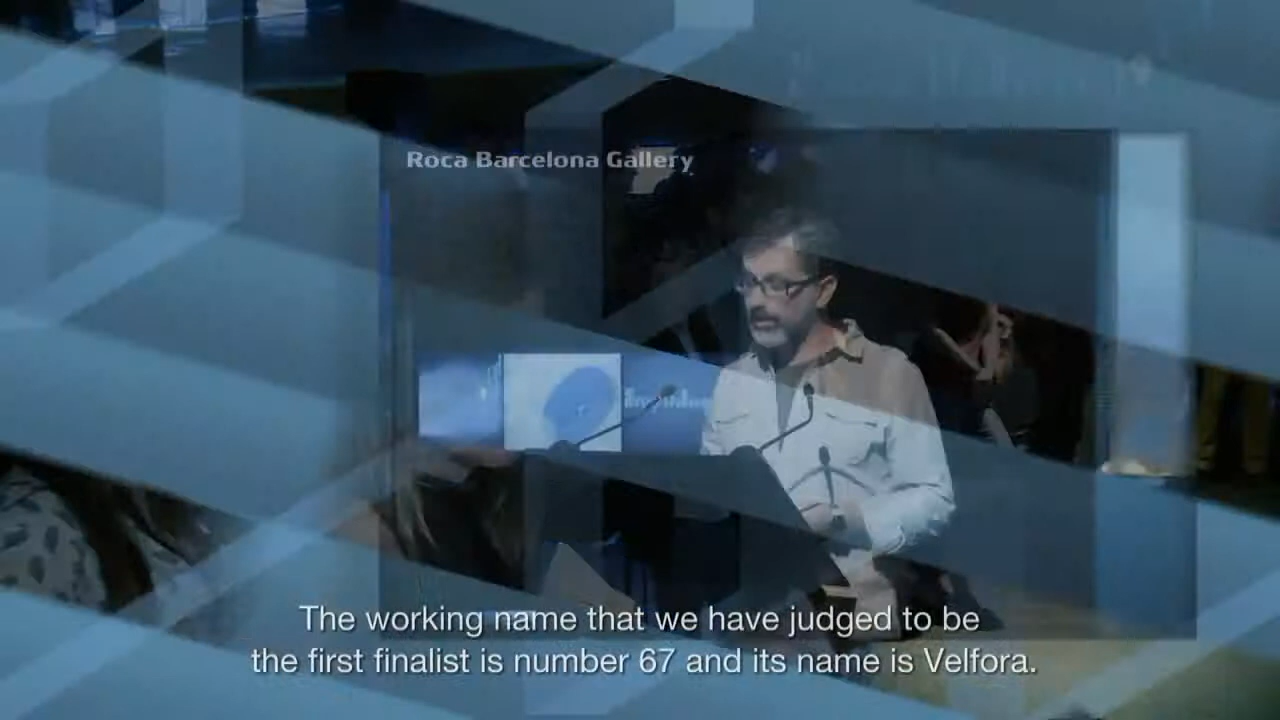 Roca Barcelona Gallery
The working name that we have judged to be
the first finalist is number 67 and its name is Velfora.